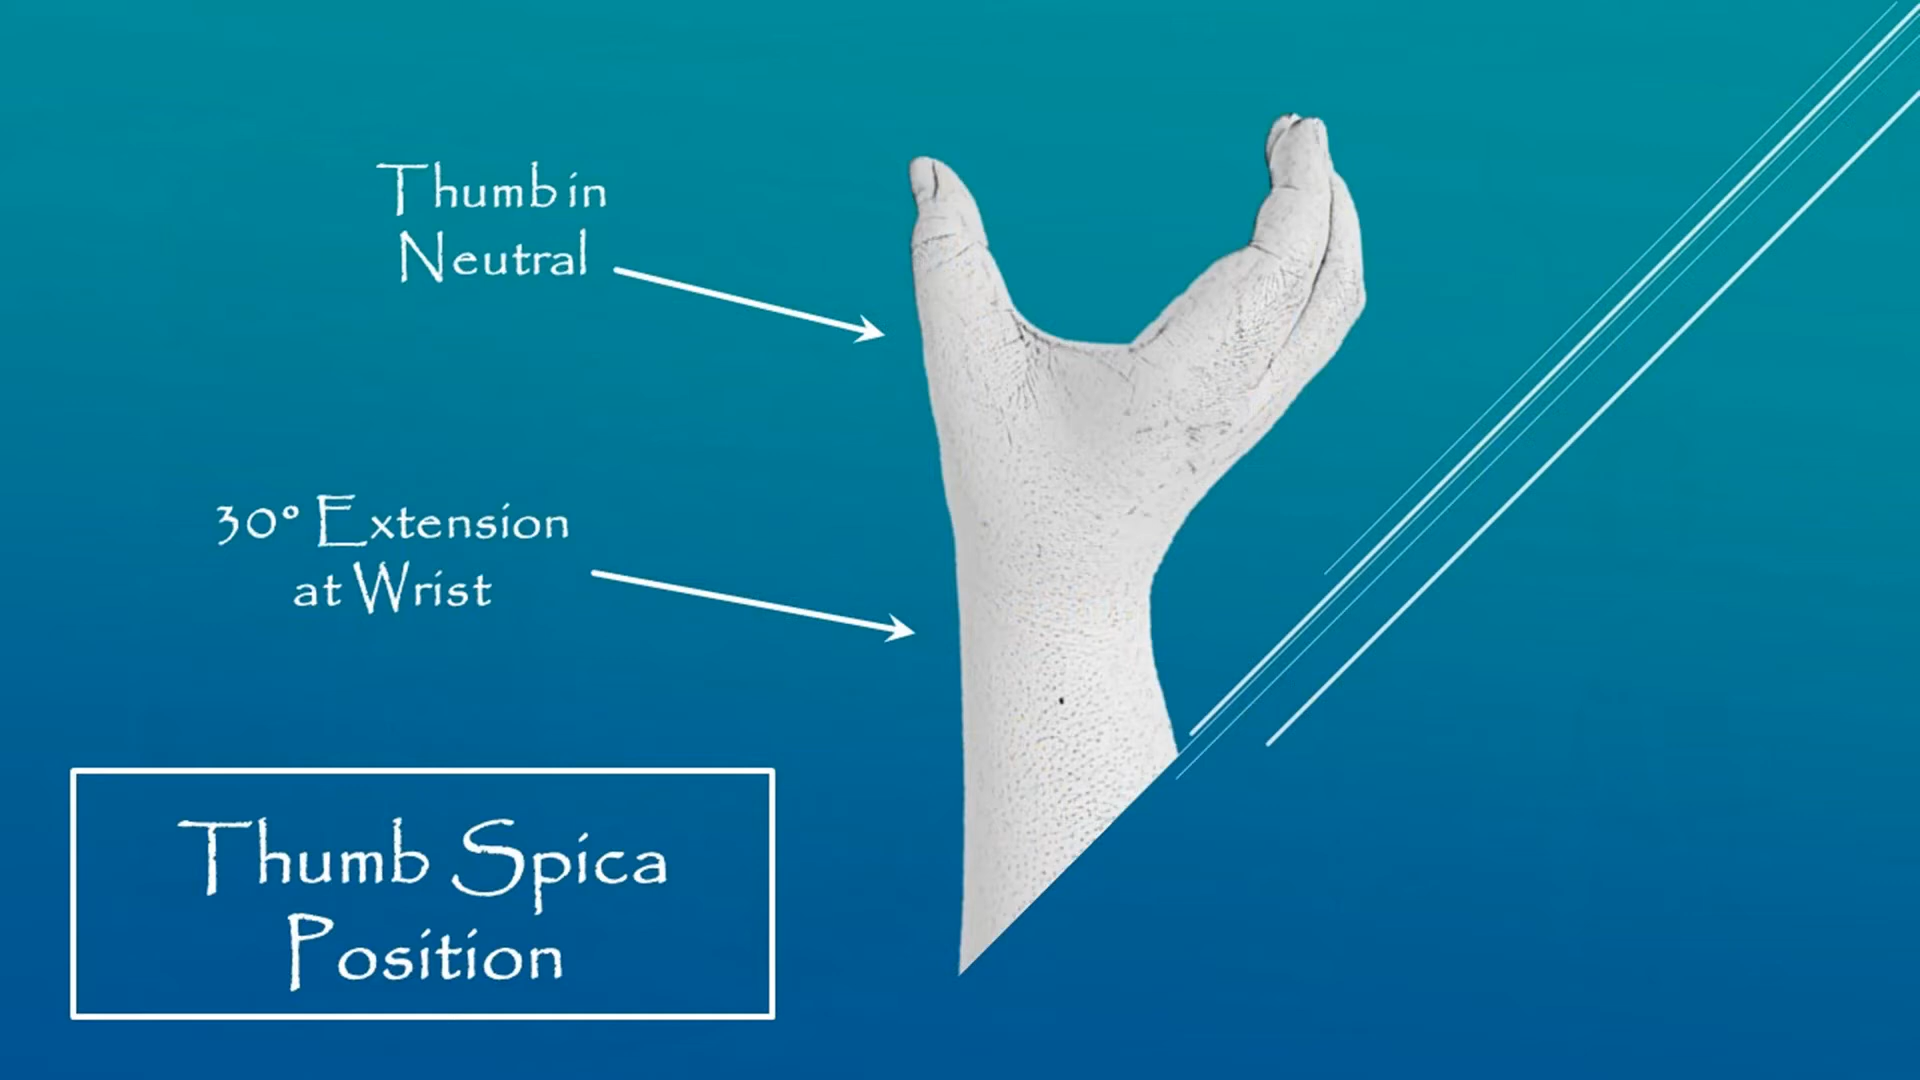 Thumb in
Neutral
30° Extension
at Wrist
Thumb Spica
Position